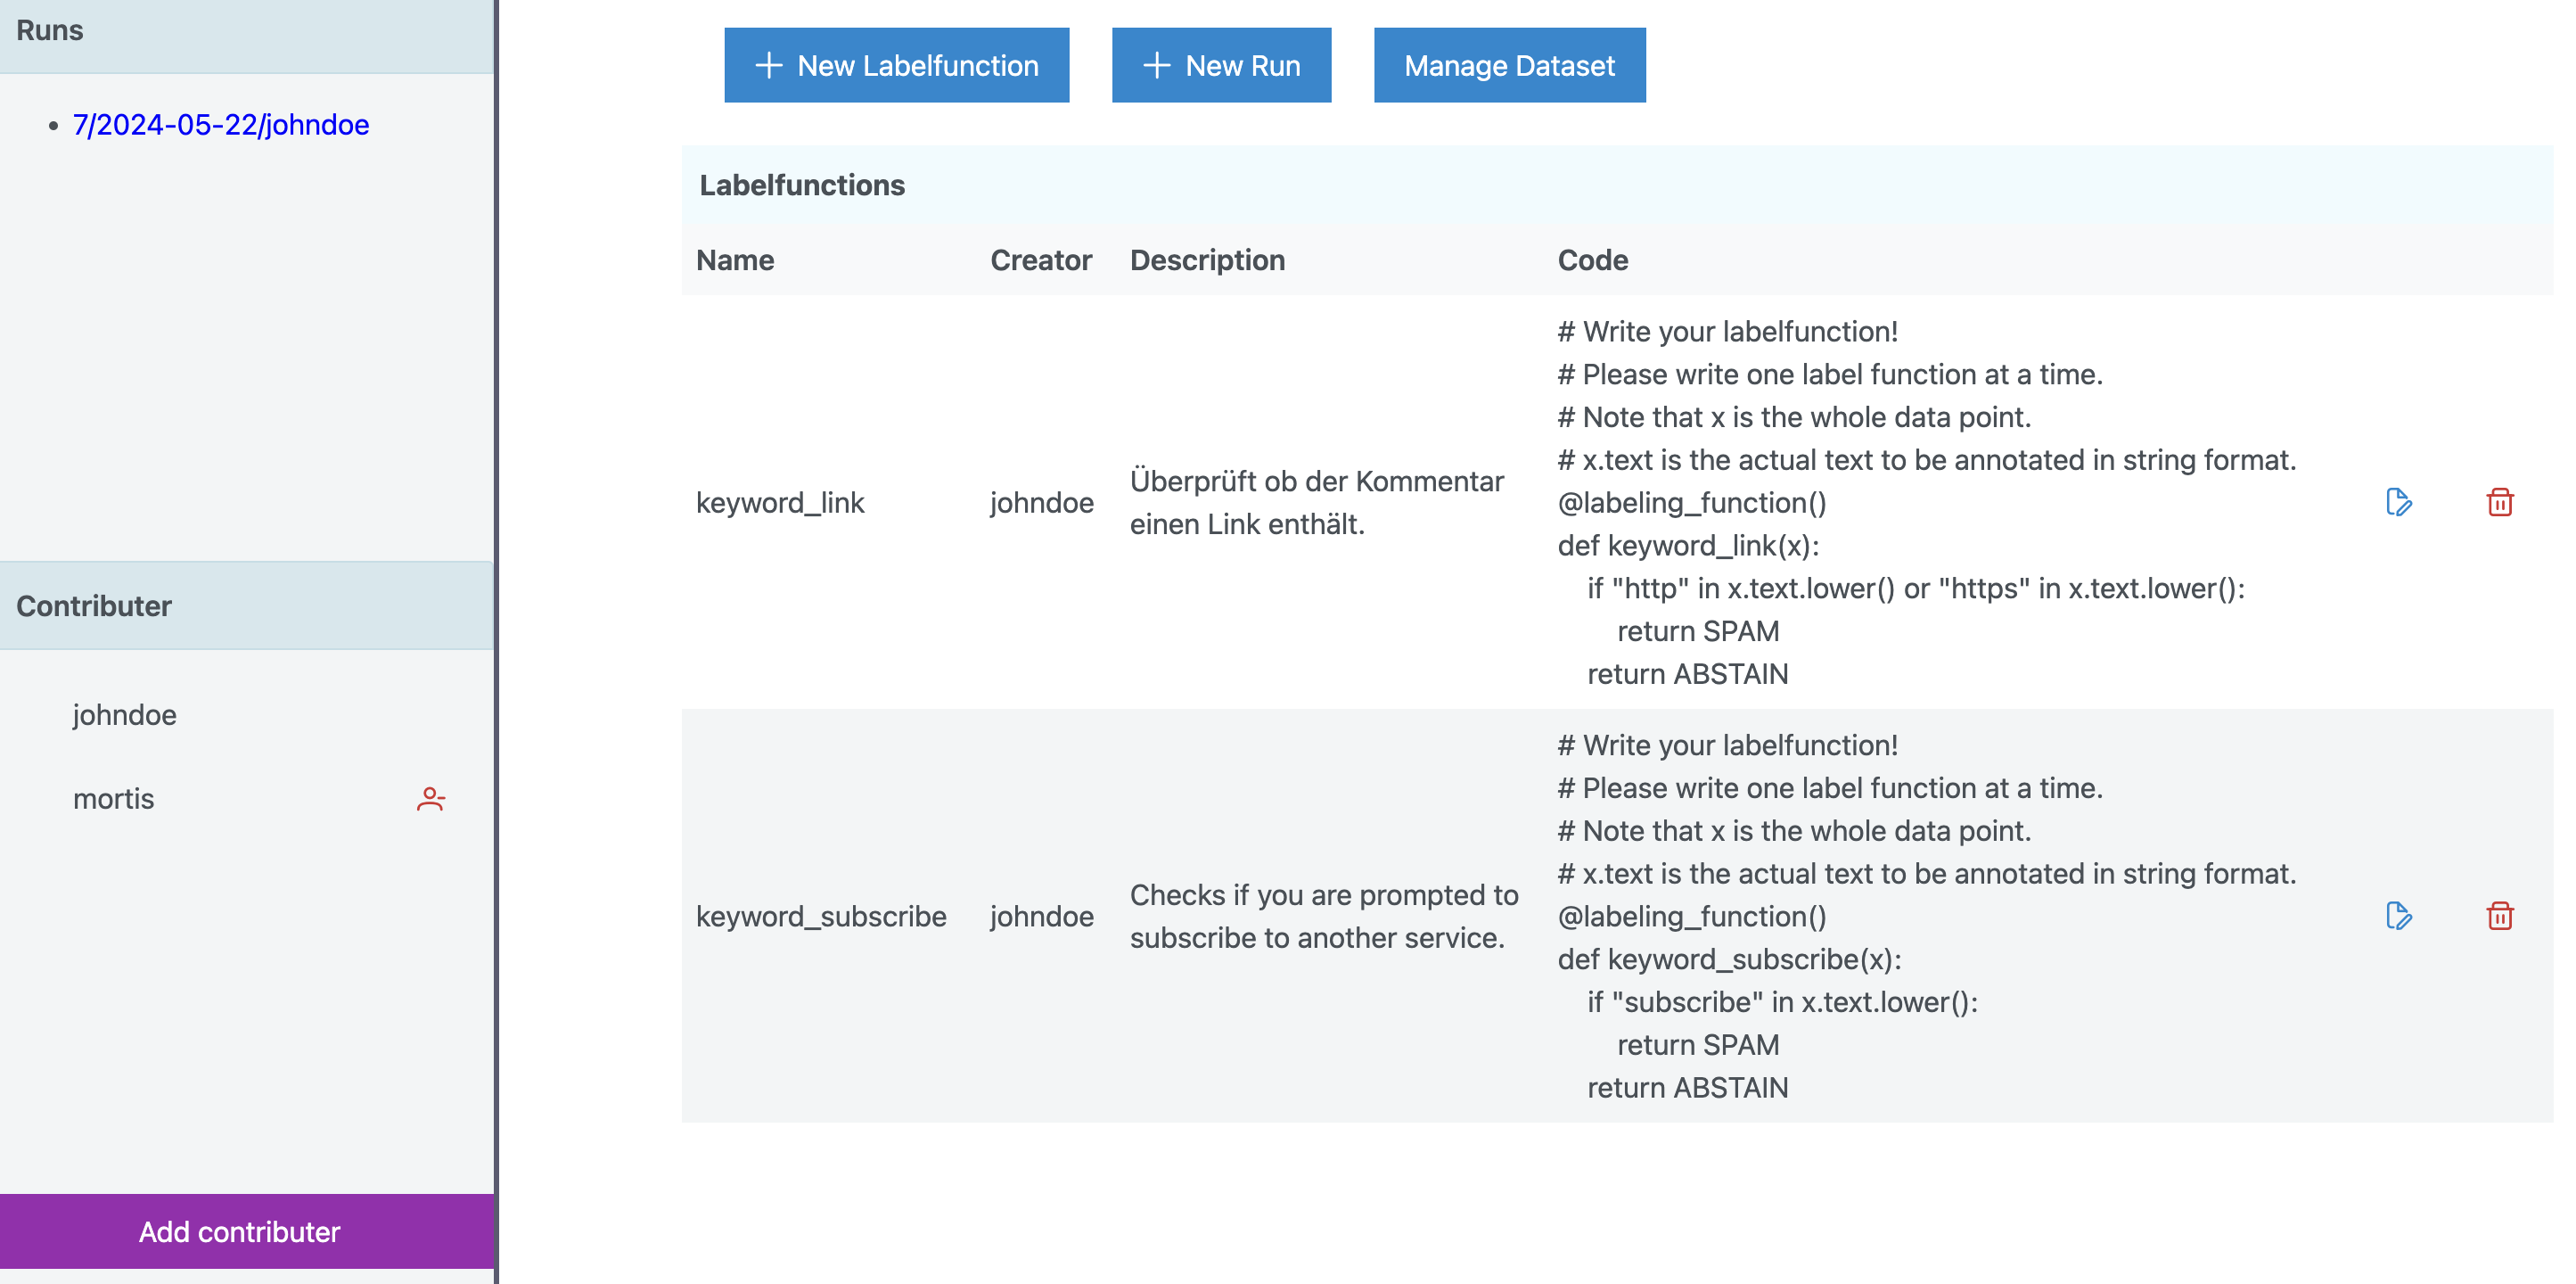 Runs
7/2024-05-22/johndoe
Contributer
johndoe
mortis
Add contributer
New Labelfunction
New Run
Manage Dataset
Labelfunctions
Name Creator Description Code
keyword_link
johndoe
Überprüft ob der Kommentar
einen Link enthält.
# Write your labelfunction!
# Please write one label function at a time.
# Note that x is the whole data point.
# x.text is the actual text to be annotated in string format.
@labeling_function()
def keyword_link(x):
    if "http" in x.text.lower() or "https" in x.text.lower():
        return SPAM
    return ABSTAIN
keyword_subscribe
johndoe
Checks if you are prompted to
subscribe to another service.
# Write your labelfunction!
# Please write one label function at a time.
# Note that x is the whole data point.
# x.text is the actual text to be annotated in string format.
@labeling_function()
def keyword_subscribe(x):
    if "subscribe" in x.text.lower():
        return SPAM
    return ABSTAIN